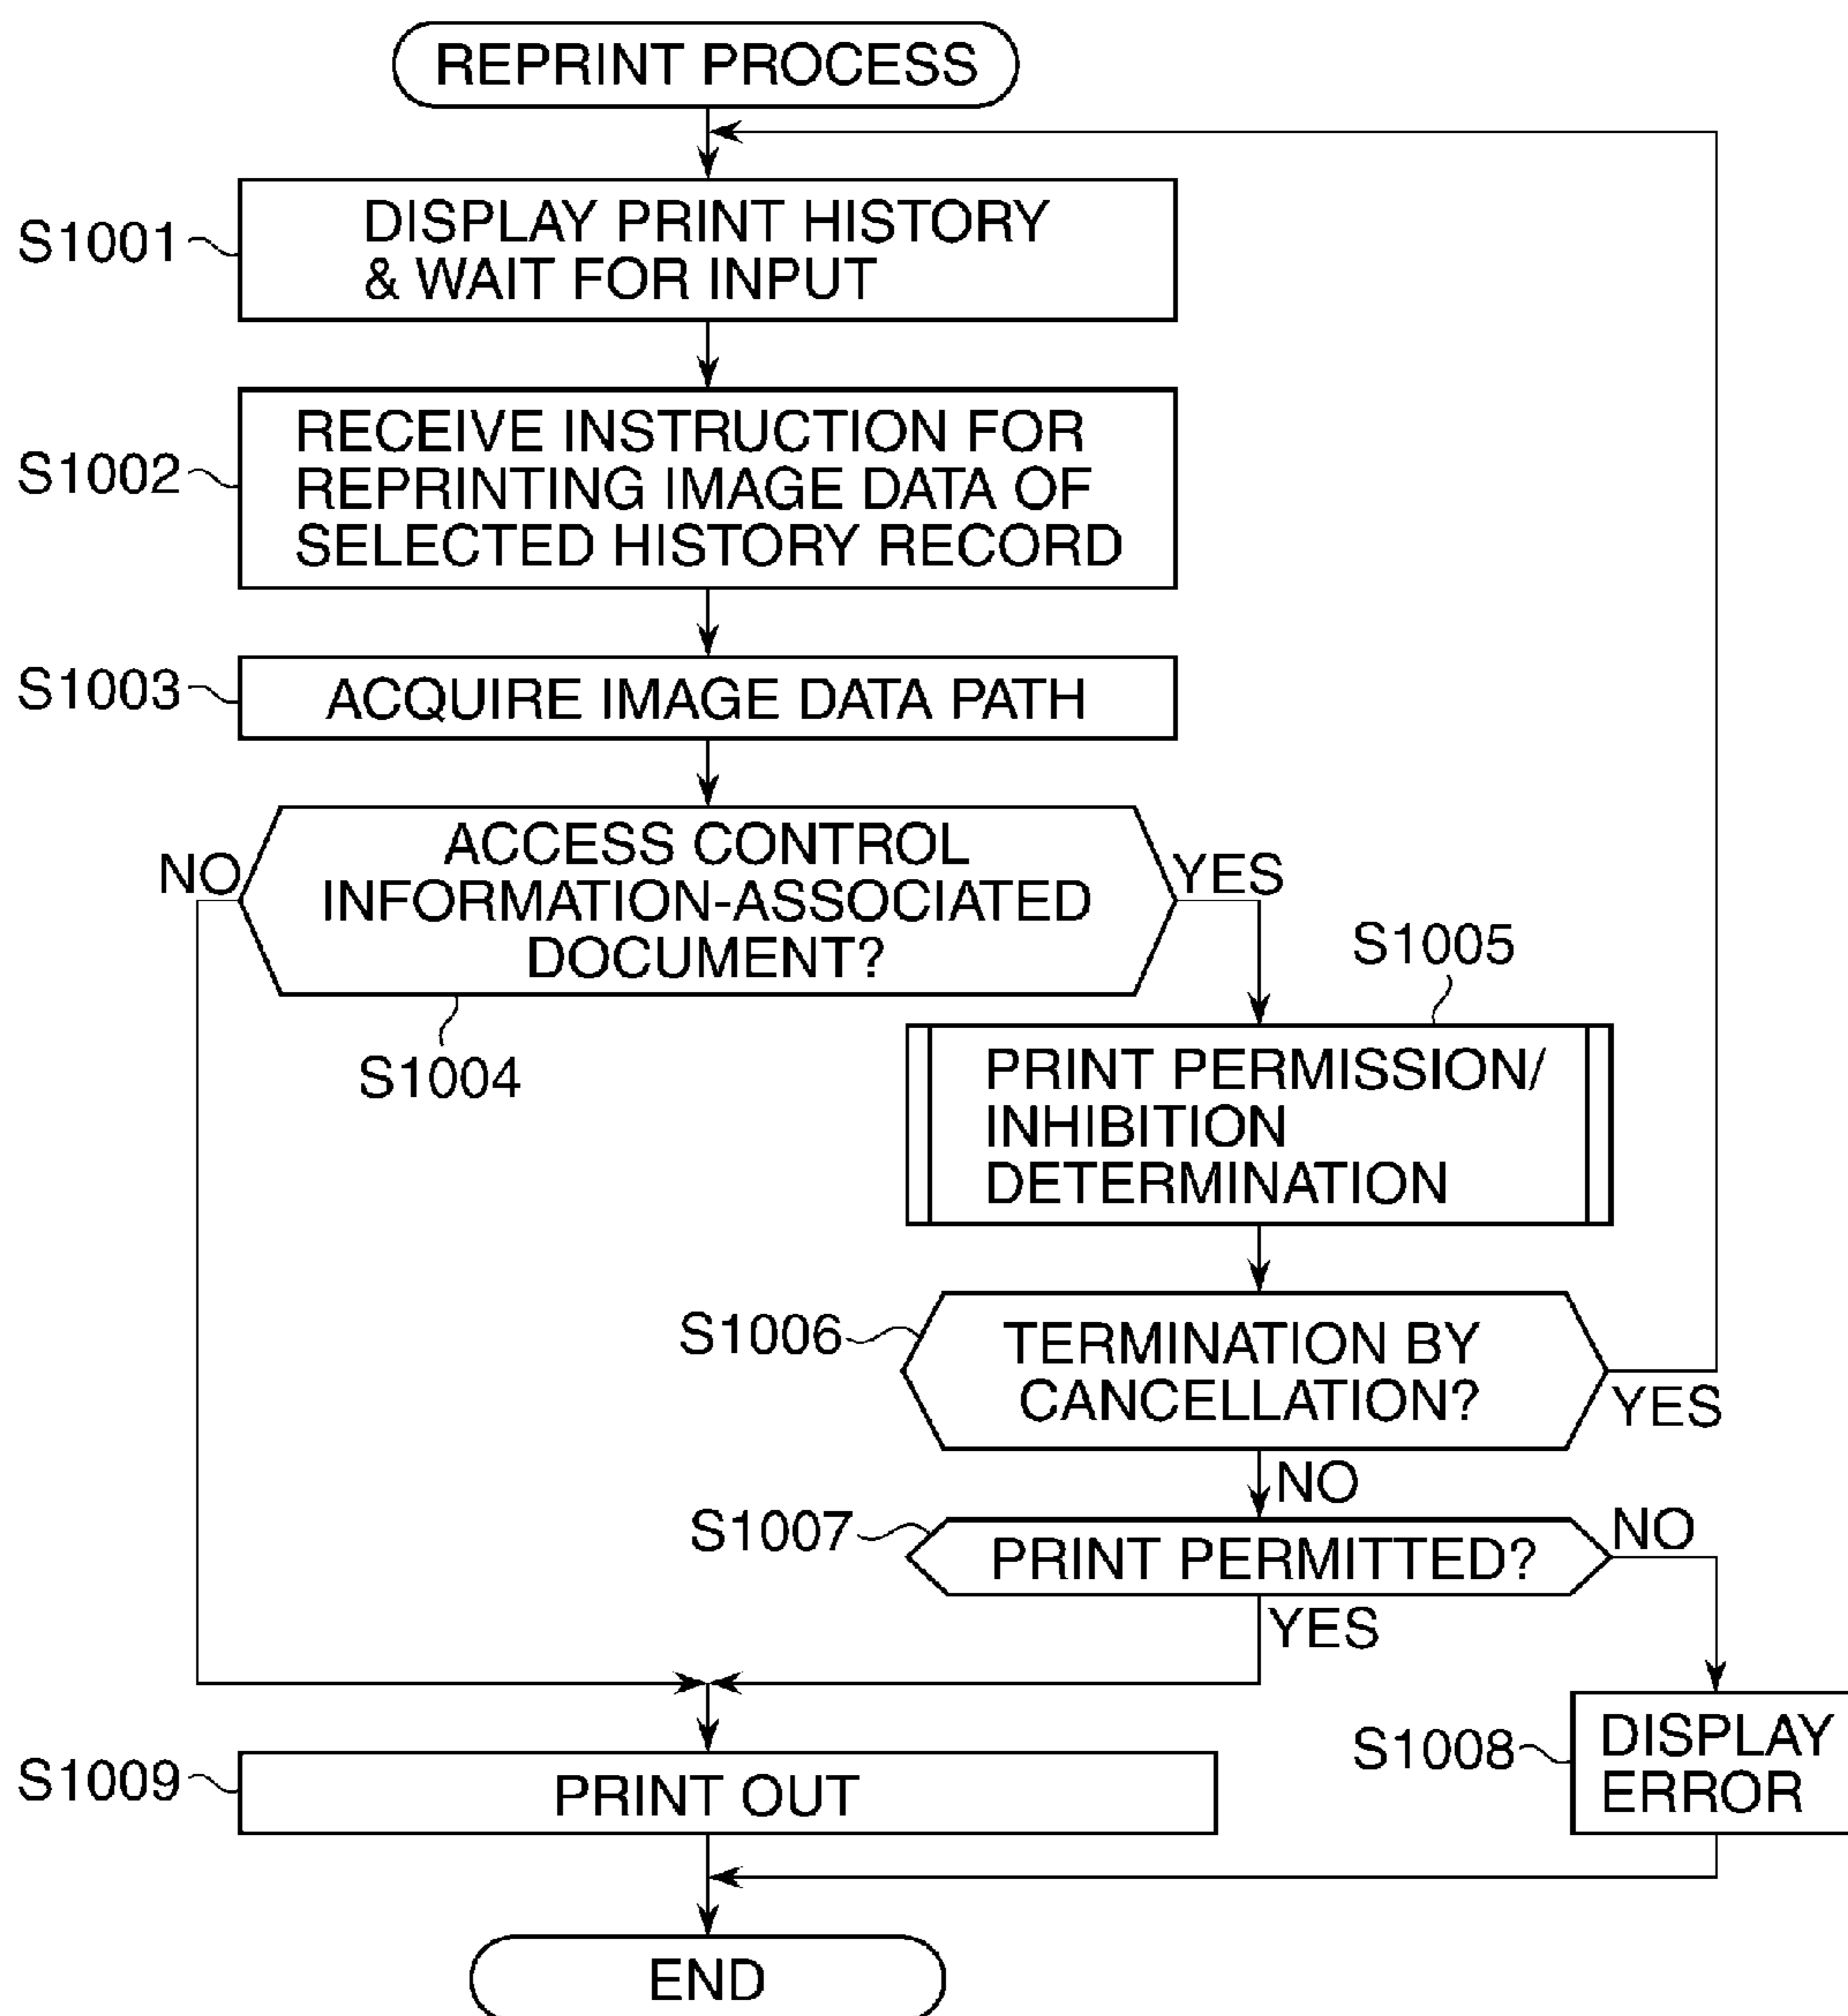 REPRINT PROCESS
S1001
DISPLAY PRINT HISTORY
& WAIT FOR INPUT
S1002
RECEIVE INSTRUCTION FOR
REPRINTING IMAGE DATA OF
SELECTED HISTORY RECORD
S1003
ACQUIRE IMAGE DATA PATH
NO
ACCESS CONTROL
INFORMATION-ASSOCIATED
DOCUMENT?
YES
S1004
S1005
PRINT PERMISSION/
INHIBITION
DETERMINATION
S1006
TERMINATION BY
CANCELLATION?
YES
NO
S1007
PRINT PERMITTED?
NO
YES
S1008
DISPLAY
ERROR
S1009
PRINT OUT
END